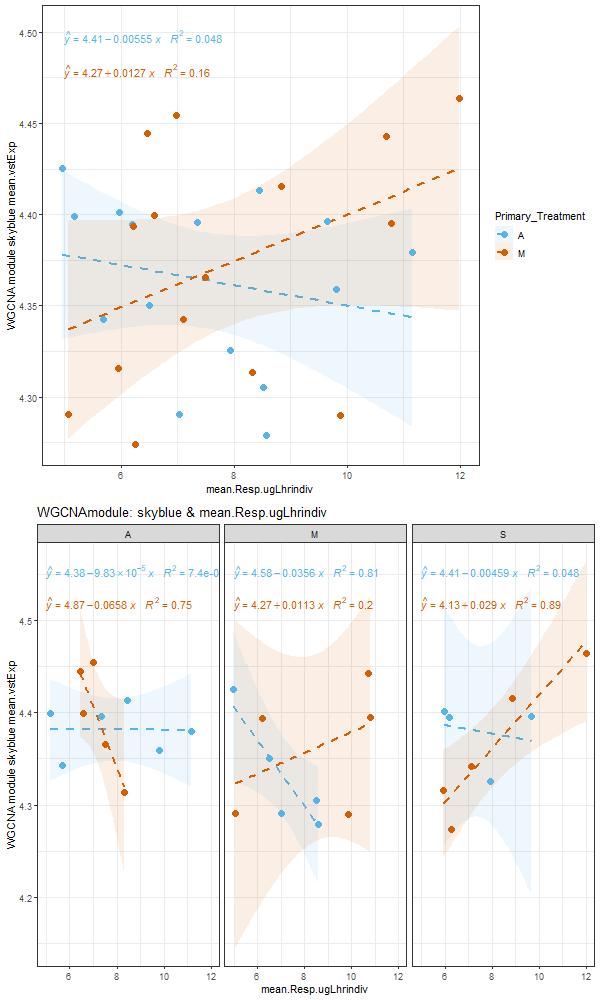 ŷ = 4.41−0.00555 x R² = 0.048
ŷ = 4.27+0.0127 x R² = 0.16
4.50
4.45
4.40
4.35
4.30
WGCNA module skyblue mean.vstExp
6 8 10 12
mean.Resp.ugLhrindiv
Primary_Treatment
A
M
WGCNAmodule: skyblue & mean.Resp.ugLhrindiv
A M S
ŷ = 4.38−9.83×10⁻⁵ x R² = 7.4e-0
ŷ = 4.87−0.0658 x R² = 0.75
ŷ = 4.58−0.0356 x R² = 0.81
ŷ = 4.27+0.0113 x R² = 0.2
ŷ = 4.41−0.00459 x R² = 0.048
ŷ = 4.13+0.029 x R² = 0.89
4.5
4.4
4.3
4.2
WGCNA module skyblue mean.vstExp
6 8 10 12 6 8 10 12 6 8 10 12
mean.Resp.ugLhrindiv